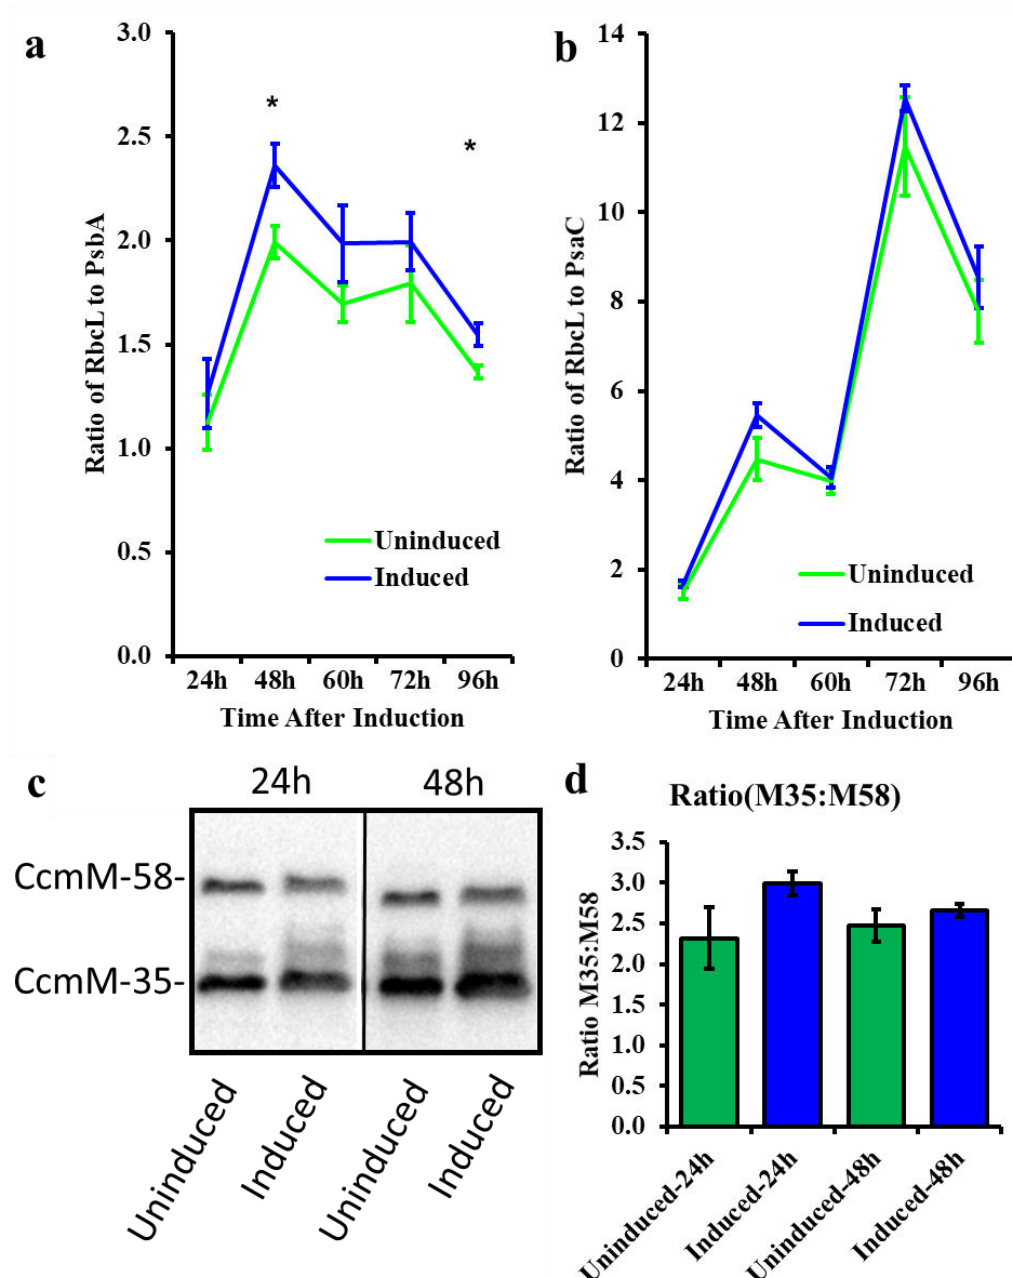 a
3.0
2.5
2.0
1.5
1.0
0.5
0.0
Ratio of RbcL to PsbA
*
*
Uninduced
Induced
24h 48h 60h 72h 96h
Time After Induction
b
14
12
10
8
6
4
2
0
Ratio of RbcL to PsaC
Uninduced
Induced
24h 48h 60h 72h 96h
Time After Induction
c
24h 48h
CcmM-58-
CcmM-35-
Uninduced
Induced
Uninduced
Induced
d
Ratio(M35:M58)
3.5
3.0
2.5
2.0
1.5
1.0
0.5
0.0
Ratio M35:M58
Uninduced-24h
Induced-24h
Uninduced-48h
Induced-48h